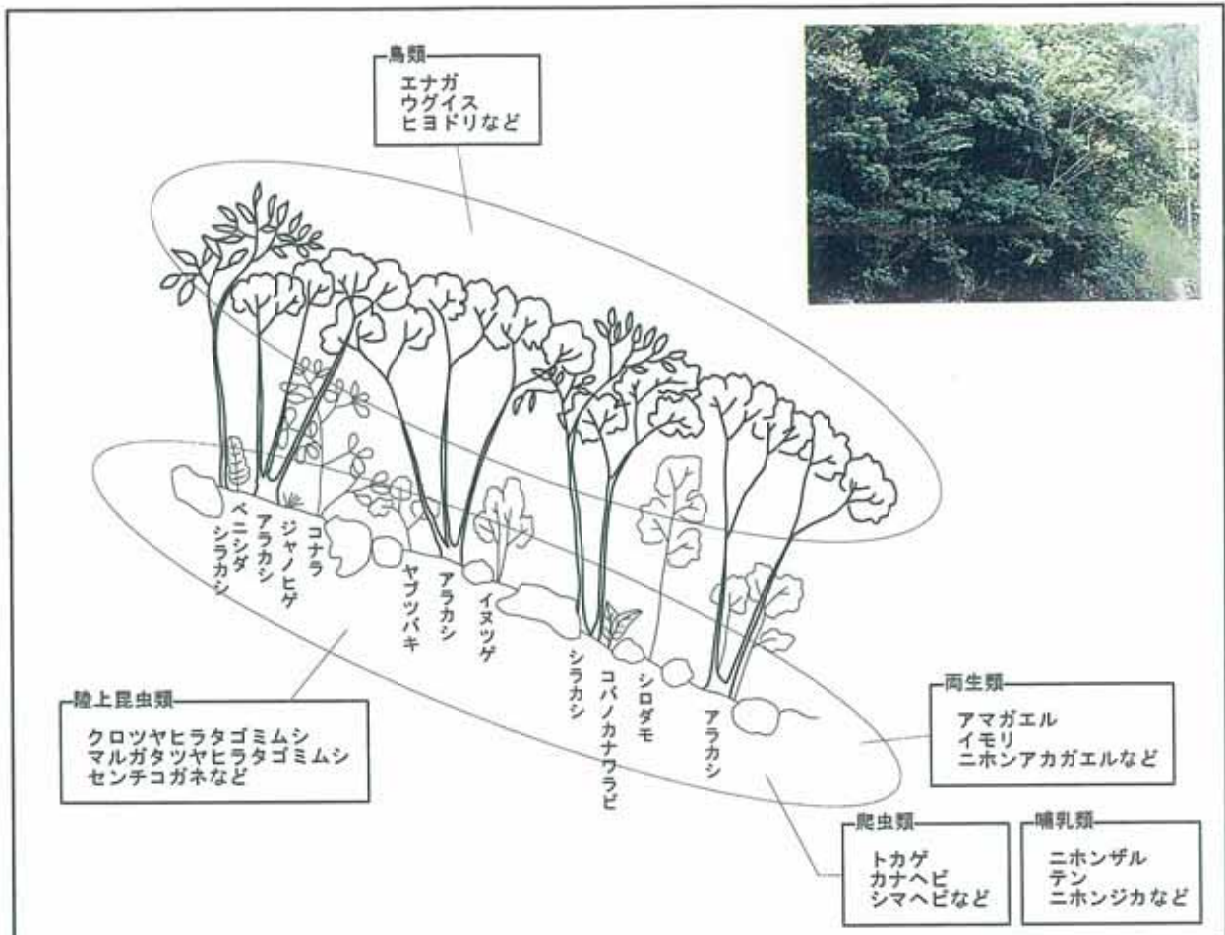 鳥類
エナガ
ウグイス
ヒヨドリなど
シラカシ
ベニシダ
アラカシ
ジャノヒゲ
コナラ
ヤブツバキ
アラカシ
イヌツゲ
シラカシ
コバノカナワラビ
シロダモ
アラカシ
陸上昆虫類
クロツヤヒラタゴミムシ
マルガタツヤヒラタゴミムシ
センチコガネなど
両生類
アマガエル
イモリ
ニホンアカガエルなど
爬虫類
トカゲ
カナヘビ
シマヘビなど
哺乳類
ニホンザル
テン
ニホンジカなど